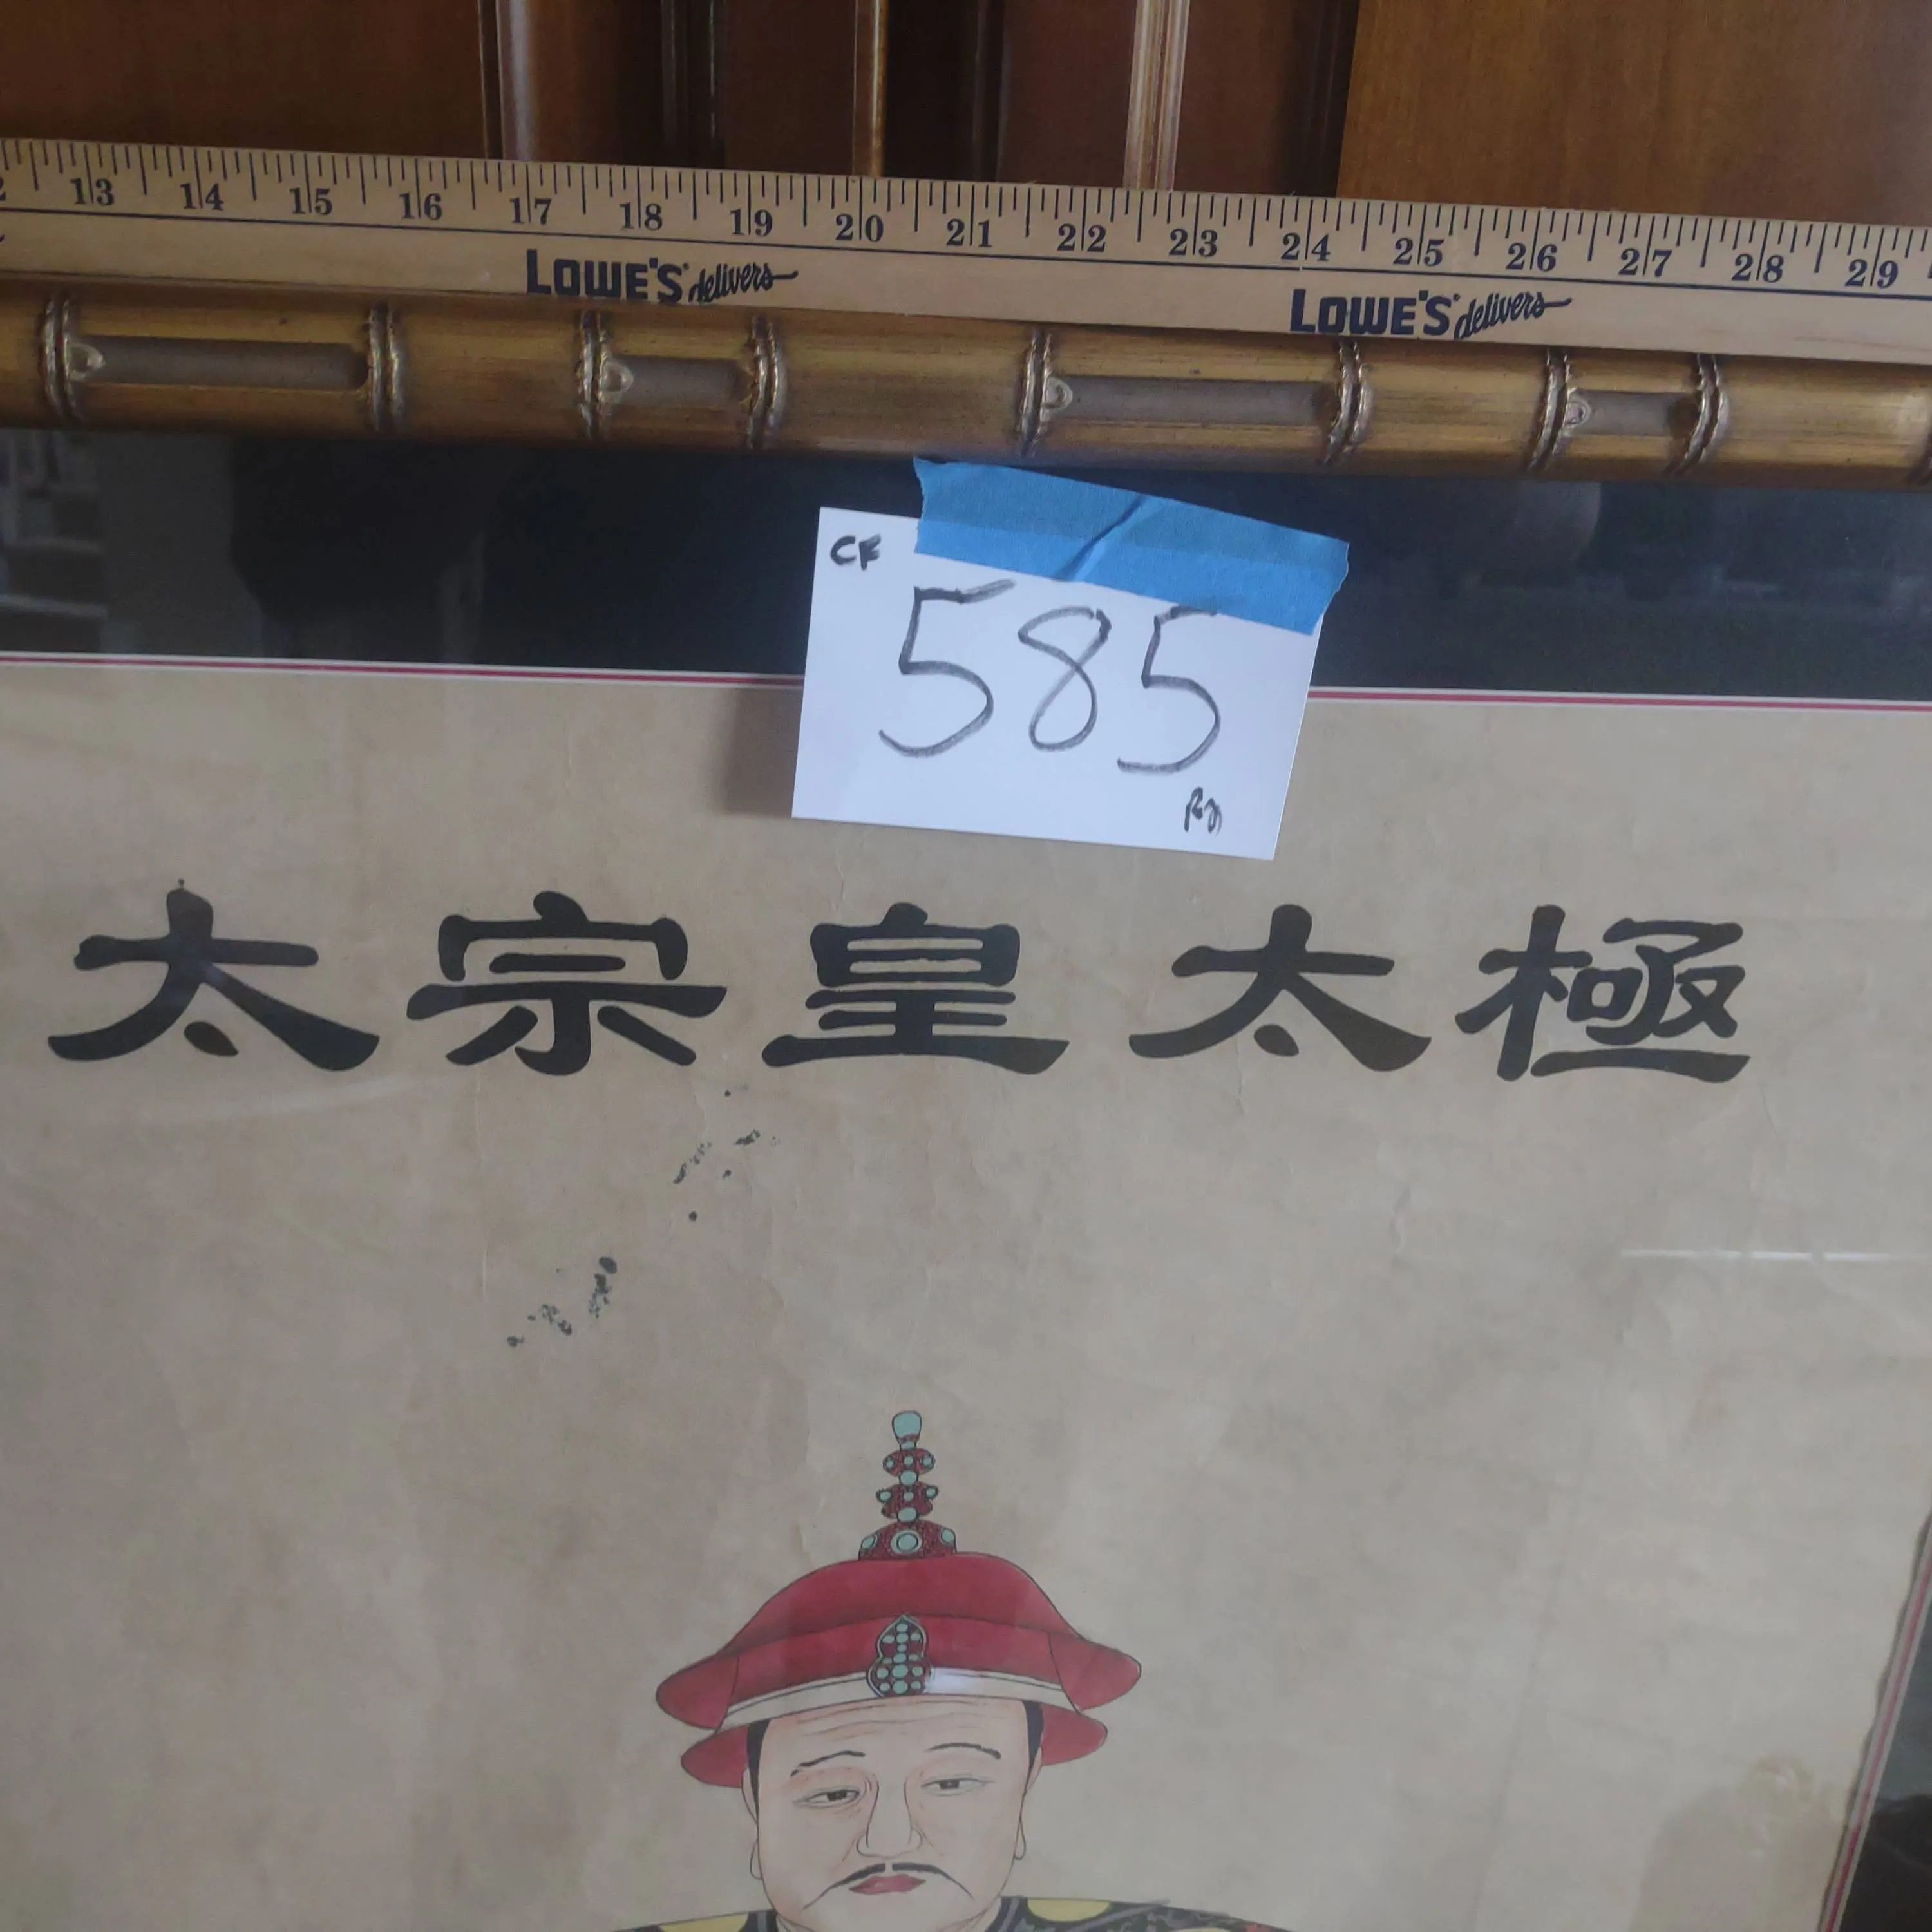 13 14 15 16 17 18 19 20 21 22 23 24 25 26 27 28 29
LOWE'S delivers LOWE'S delivers
CF
585
太宗皇太極